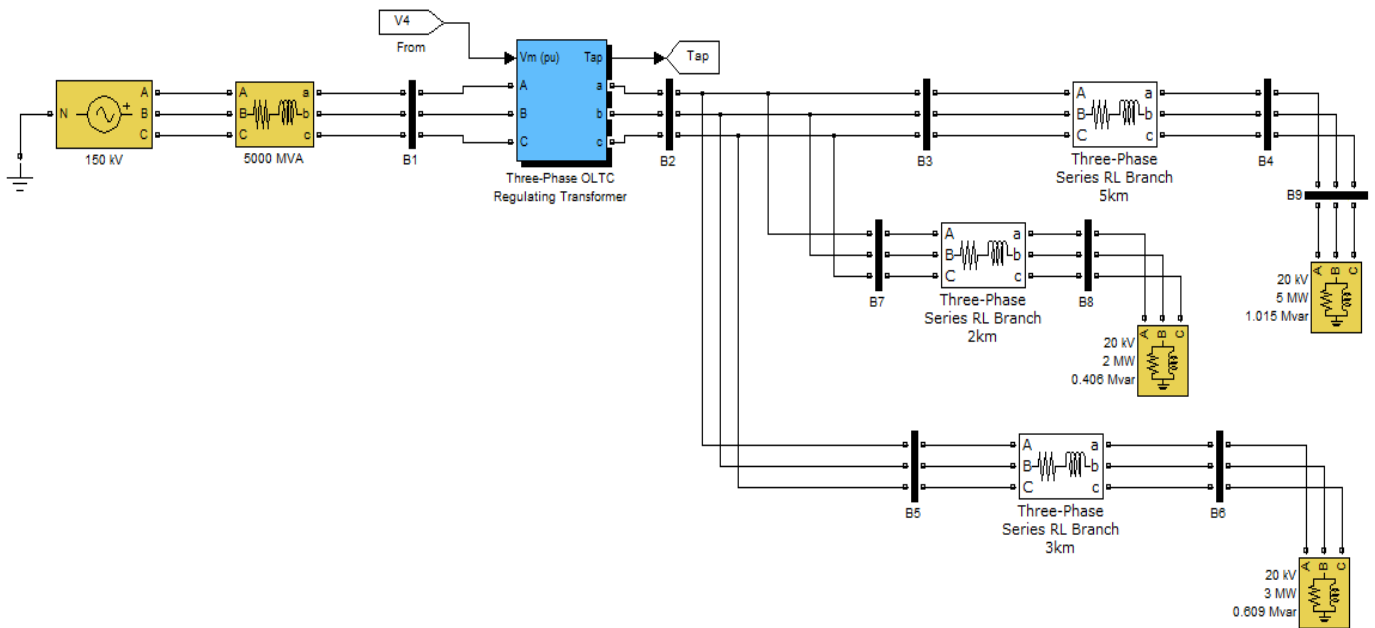 V4
From
Vm (pu)
Tap
A
B
C
a
b
c
Three-Phase OLTC
Regulating Transformer
Tap
N
A
B
C
150 kV
A
B
C
a
b
c
5000 MVA
B1
B2
B3
A
B
C
a
b
c
Three-Phase
Series RL Branch
5km
B4
B9
A
B
C
20 kV
5 MW
1.015 Mvar
B7
A
B
C
a
b
c
Three-Phase
Series RL Branch
2km
B8
A
B
C
20 kV
2 MW
0.406 Mvar
B5
A
B
C
a
b
c
Three-Phase
Series RL Branch
3km
B6
A
B
C
20 kV
3 MW
0.609 Mvar